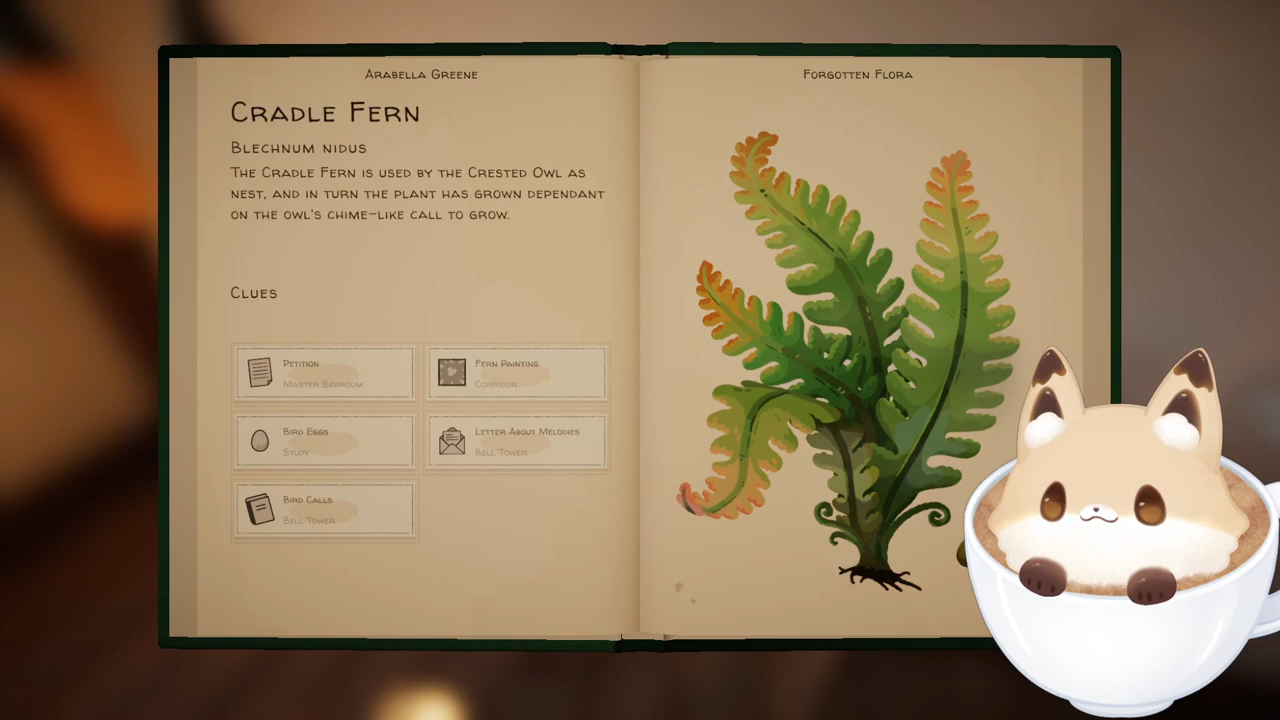 Arabella Greene
Forgotten Flora
Cradle Fern
Blechnum nidus
The Cradle Fern is used by the Crested Owl as
nest, and in turn the plant has grown dependant
on the owl's chime-like call to grow.
Clues
Petition
Master Bedroom
Fern Painting
Corridor
Bird Eggs
Study
Letter About Melodies
Bell Tower
Bird Calls
Bell Tower